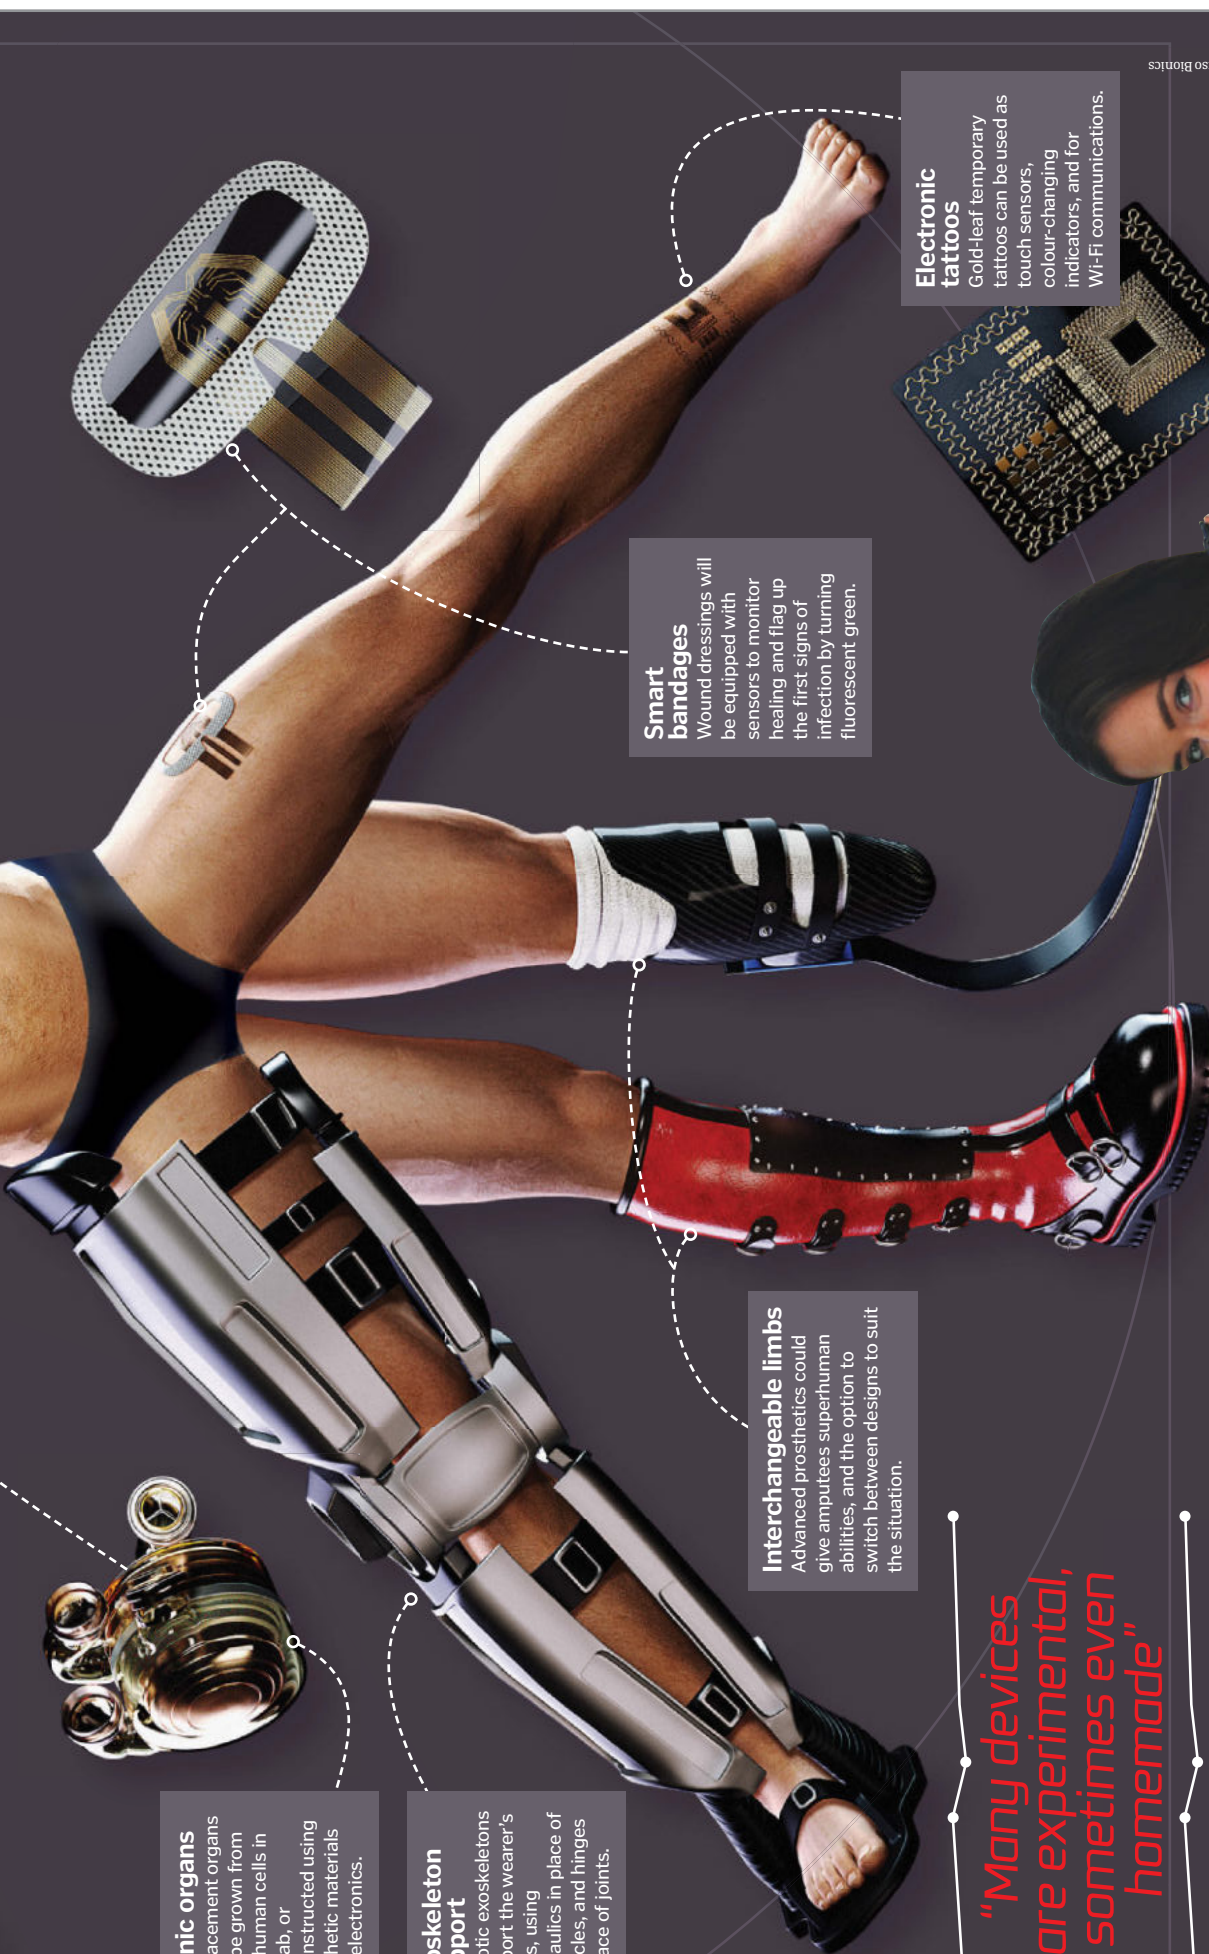 so Bionics
Electronic
tattoos
Gold-leaf temporary
tattoos can be used as
touch sensors,
colour-changing
indicators, and for
Wi-Fi communications.
Smart
bandages
Wound dressings will
be equipped with
sensors to monitor
healing and flag up
the first signs of
infection by turning
fluorescent green.
Interchangeable limbs
Advanced prosthetics could
give amputees superhuman
abilities, and the option to
switch between designs to suit
the situation.
nic organs
acement organs
be grown from
human cells in
ab, or
nstructed using
hetic materials
electronics.
oskeleton
pport
otic exoskeletons
port the wearer's
s, using
aulics in place of
cles, and hinges
ace of joints.
"Many devices
are experimental,
sometimes even
homemade"